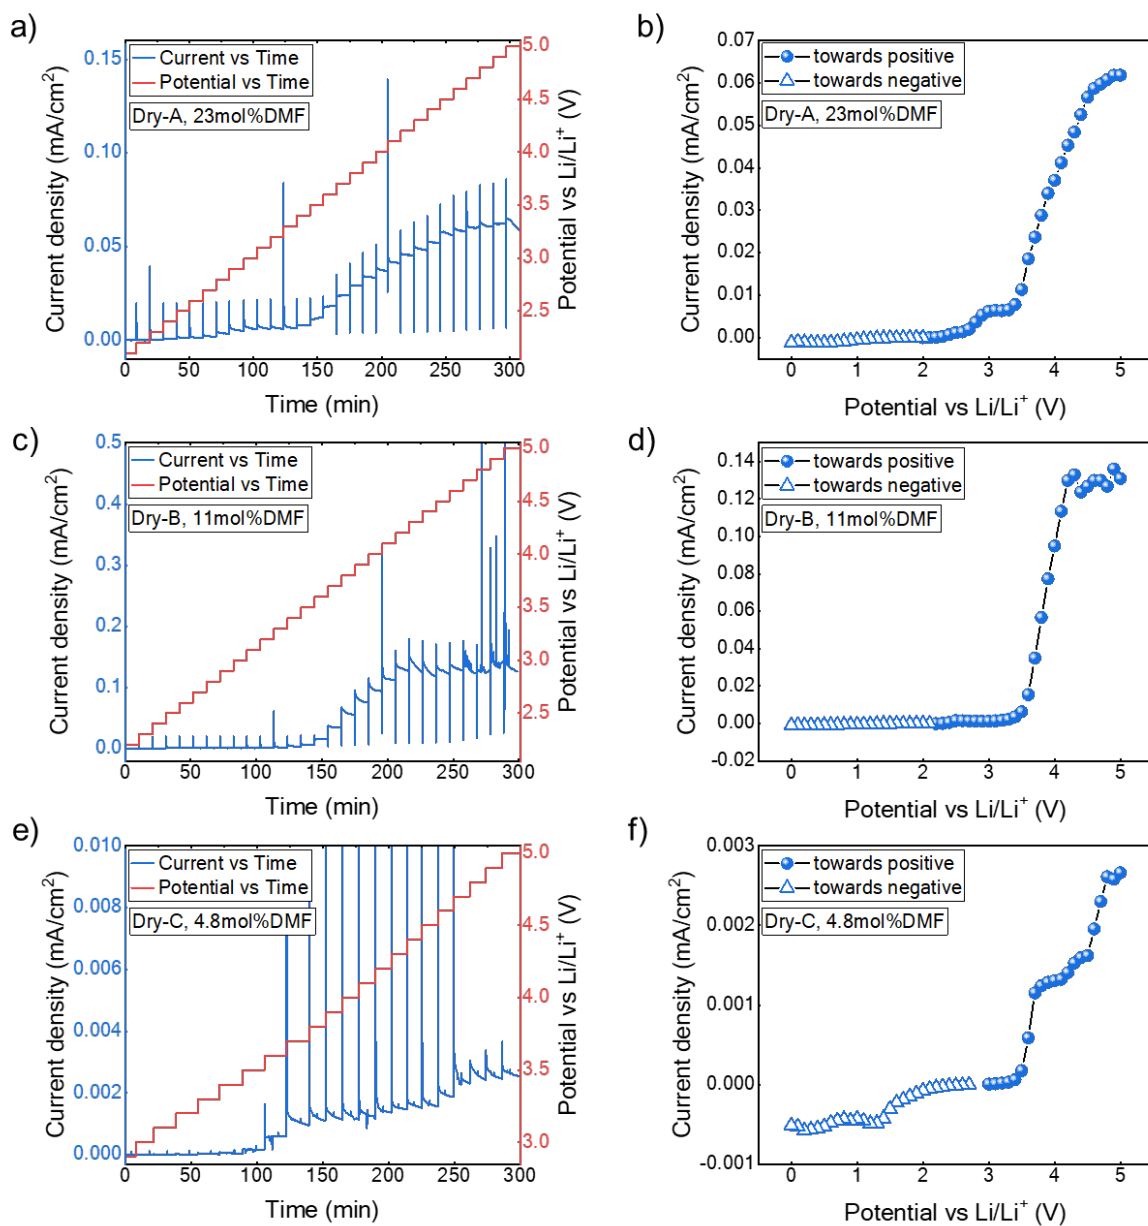 a)
Current density (mA/cm²)
0.15
0.10
0.05
0.00
Current vs Time
Potential vs Time
Dry-A, 23mol%DMF
5.0
4.5
4.0
3.5
3.0
2.5
Potential vs Li/Li⁺ (V)
0 50 100 150 200 250 300
Time (min)
b)
Current density (mA/cm²)
0.07
0.06
0.05
0.04
0.03
0.02
0.01
0.00
towards positive
towards negative
Dry-A, 23mol%DMF
0 1 2 3 4 5
Potential vs Li/Li⁺ (V)
c)
Current density (mA/cm²)
0.5
0.4
0.3
0.2
0.1
0.0
Current vs Time
Potential vs Time
Dry-B, 11mol%DMF
5.0
4.5
4.0
3.5
3.0
2.5
Potential vs Li/Li⁺ (V)
0 50 100 150 200 250 300
Time (min)
d)
Current density (mA/cm²)
0.14
0.12
0.10
0.08
0.06
0.04
0.02
0.00
-0.02
towards positive
towards negative
Dry-B, 11mol%DMF
0 1 2 3 4 5
Potential vs Li/Li⁺ (V)
e)
Current density (mA/cm²)
0.010
0.008
0.006
0.004
0.002
0.000
Current vs Time
Potential vs Time
Dry-C, 4.8mol%DMF
5.0
4.5
4.0
3.5
3.0
Potential vs Li/Li⁺ (V)
0 50 100 150 200 250 300
Time (min)
f)
Current density (mA/cm²)
0.003
0.002
0.001
0.000
-0.001
towards positive
towards negative
Dry-C, 4.8mol%DMF
0 1 2 3 4 5
Potential vs Li/Li⁺ (V)